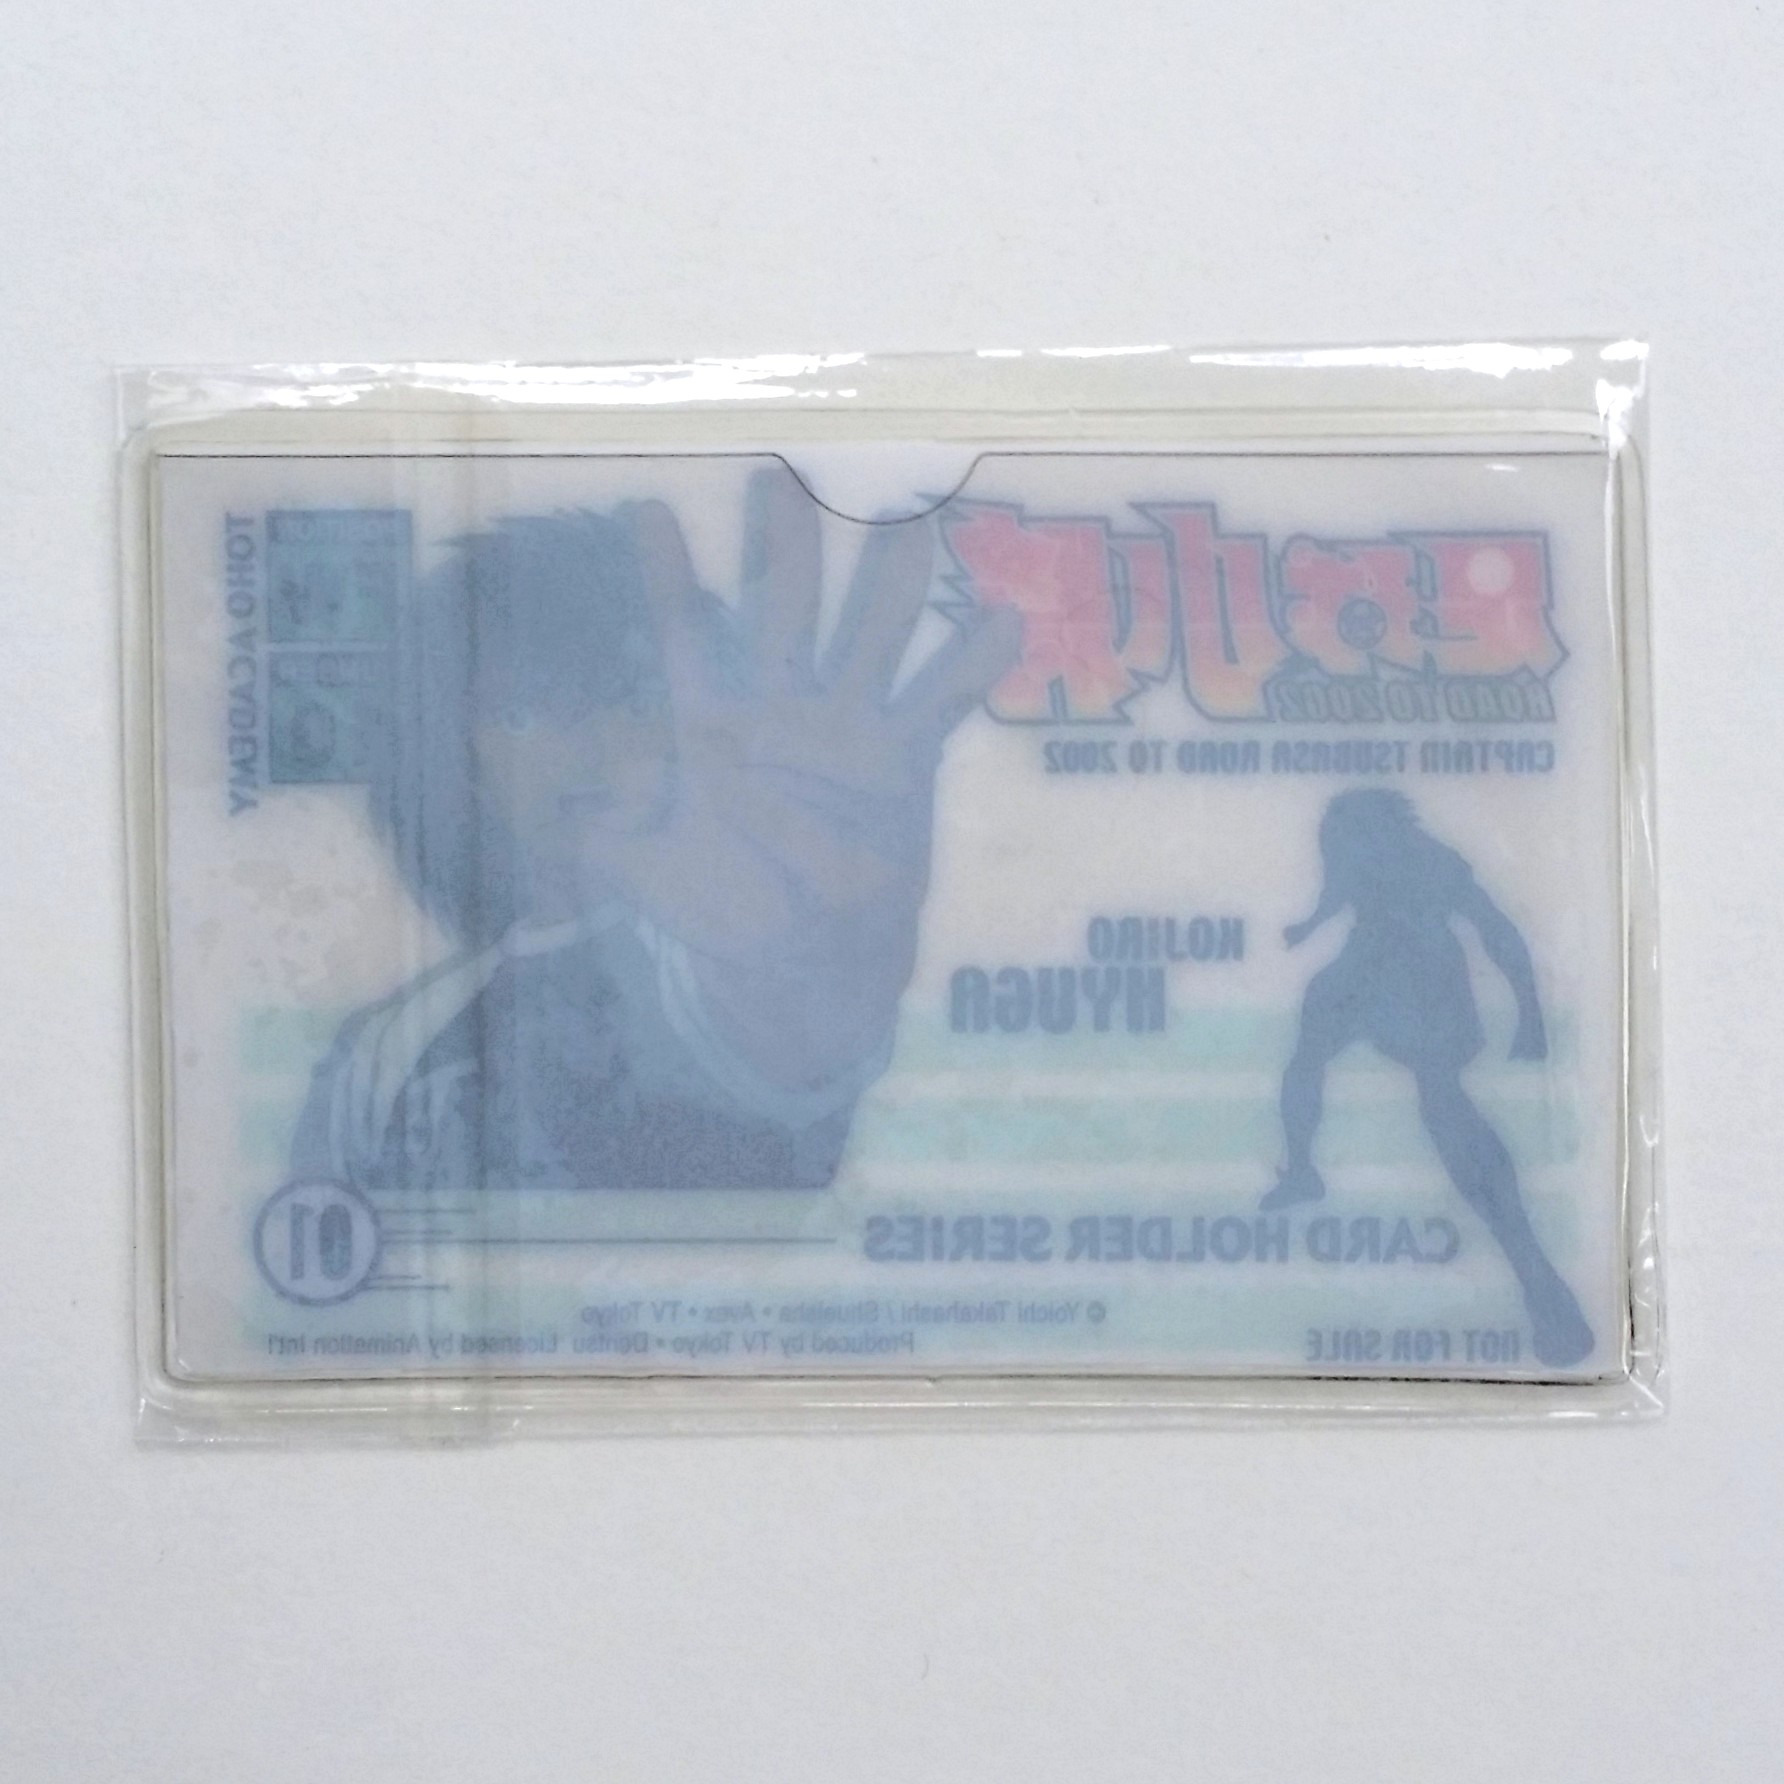 ROAD TO 2002
CAPTAIN TSUBASA ROAD TO 2002
KOJIRO
HYUGA
TOHO ACADEMY
CARD HOLDER SERIES
01
© Yoichi Takahashi / Shueisha • Avex • TV Tokyo
Produced by TV Tokyo • Dentsu Licensed by Animation Int'l
NOT FOR SALE